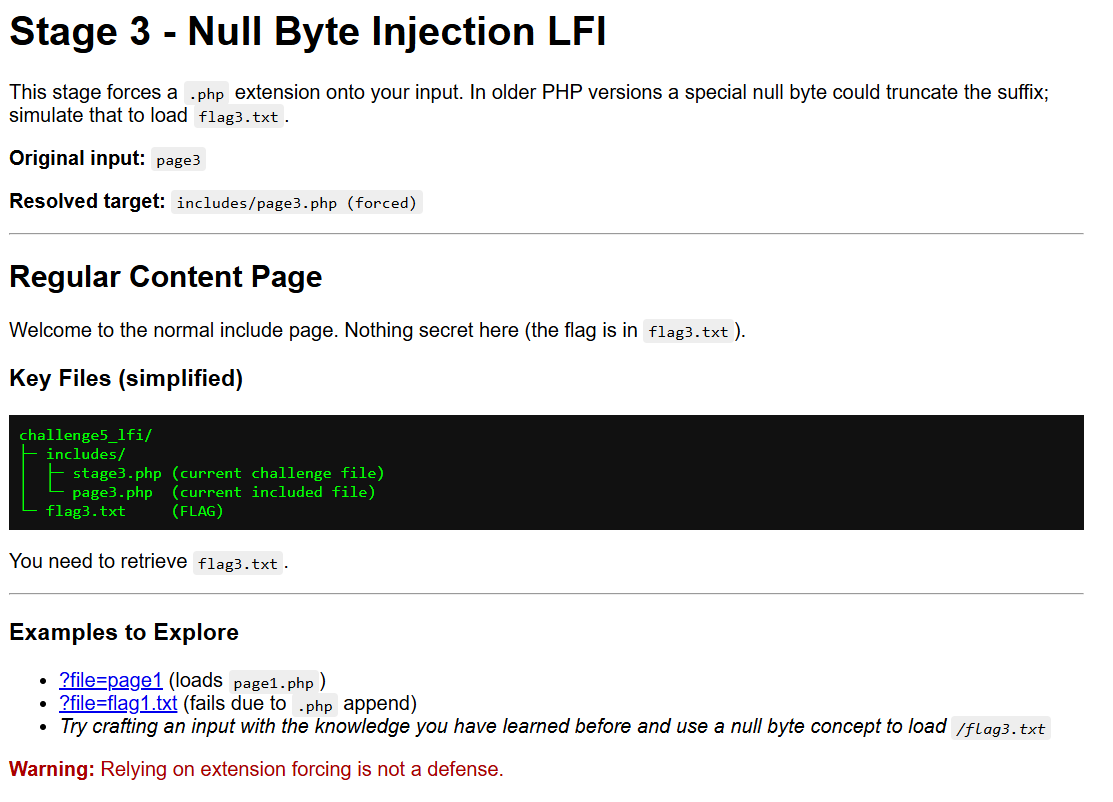 Stage 3 - Null Byte Injection LFI
This stage forces a .php extension onto your input. In older PHP versions a special null byte could truncate the suffix;
simulate that to load flag3.txt.
Original input: page3
Resolved target: includes/page3.php (forced)
Regular Content Page
Welcome to the normal include page. Nothing secret here (the flag is in flag3.txt).
Key Files (simplified)
challenge5_lfi/
├─ includes/
│  ├─ stage3.php (current challenge file)
│  └─ page3.php  (current included file)
└─ flag3.txt     (FLAG)
You need to retrieve flag3.txt.
Examples to Explore
• ?file=page1 (loads page1.php)
• ?file=flag1.txt (fails due to .php append)
• Try crafting an input with the knowledge you have learned before and use a null byte concept to load /flag3.txt
Warning: Relying on extension forcing is not a defense.